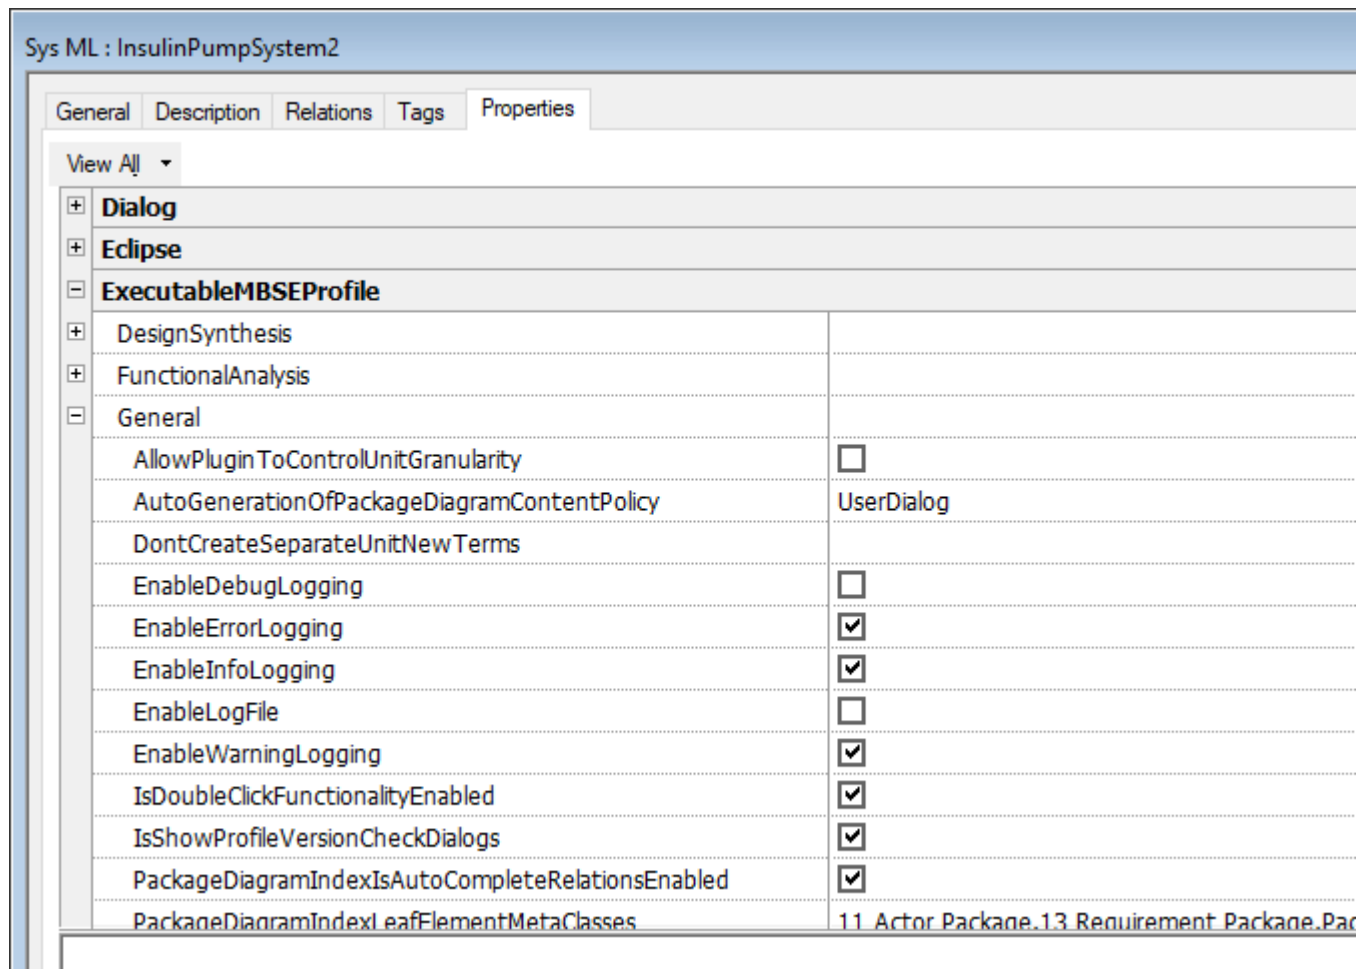 Sys ML : InsulinPumpSystem2
General Description Relations Tags Properties
View All
Dialog
Eclipse
ExecutableMBSEProfile
DesignSynthesis
FunctionalAnalysis
General
AllowPluginToControlUnitGranularity
AutoGenerationOfPackageDiagramContentPolicy UserDialog
DontCreateSeparateUnitNewTerms
EnableDebugLogging
EnableErrorLogging
EnableInfoLogging
EnableLogFile
EnableWarningLogging
IsDoubleClickFunctionalityEnabled
IsShowProfileVersionCheckDialogs
PackageDiagramIndexIsAutoCompleteRelationsEnabled
PackageDiagramIndexLeafElementMetaClasses 11 Actor Package,13 Requirement Package,Pac